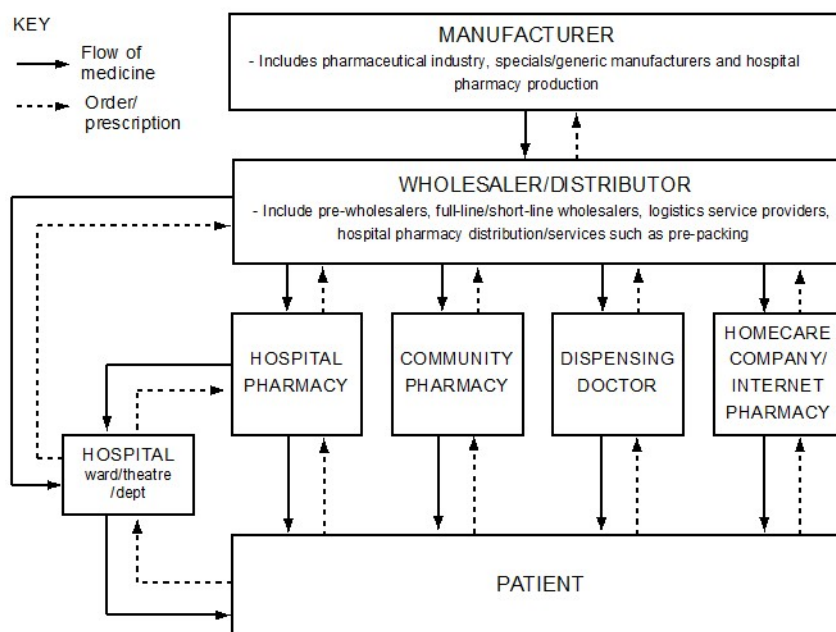 KEY
Flow of
medicine
Order/
prescription
MANUFACTURER
- Includes pharmaceutical industry, specials/generic manufacturers and hospital
pharmacy production
WHOLESALER/DISTRIBUTOR
- Include pre-wholesalers, full-line/short-line wholesalers, logistics service providers,
hospital pharmacy distribution/services such as pre-packing
HOSPITAL
PHARMACY
COMMUNITY
PHARMACY
DISPENSING
DOCTOR
HOMECARE
COMPANY/
INTERNET
PHARMACY
HOSPITAL
ward/theatre
/dept
PATIENT